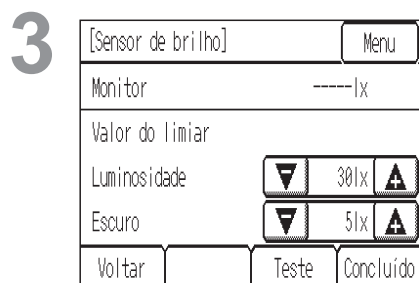 3
[Sensor de brilho] Menu
Monitor -----lx
Valor do limiar
Luminosidade 30lx
Escuro 5lx
Voltar Teste Concluído